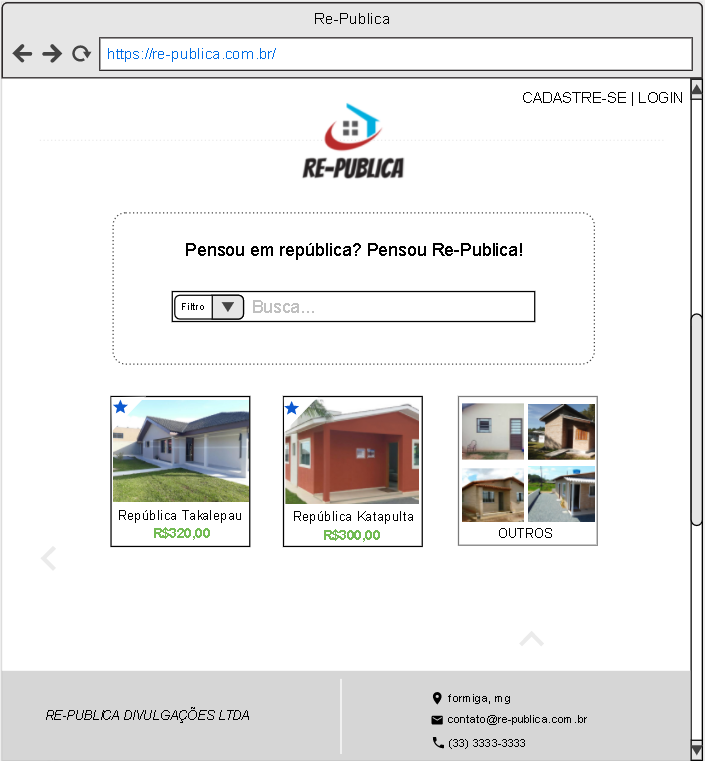 Re-Publica
https://re-publica.com.br/
CADASTRE-SE | LOGIN
RE-PUBLICA
Pensou em república? Pensou Re-Publica!
Filtro
Busca...
República Takalepau
R$320,00
República Katapulta
R$300,00
OUTROS
RE-PUBLICA DIVULGAÇÕES LTDA
formiga, mg
contato@re-publica.com.br
(33) 3333-3333